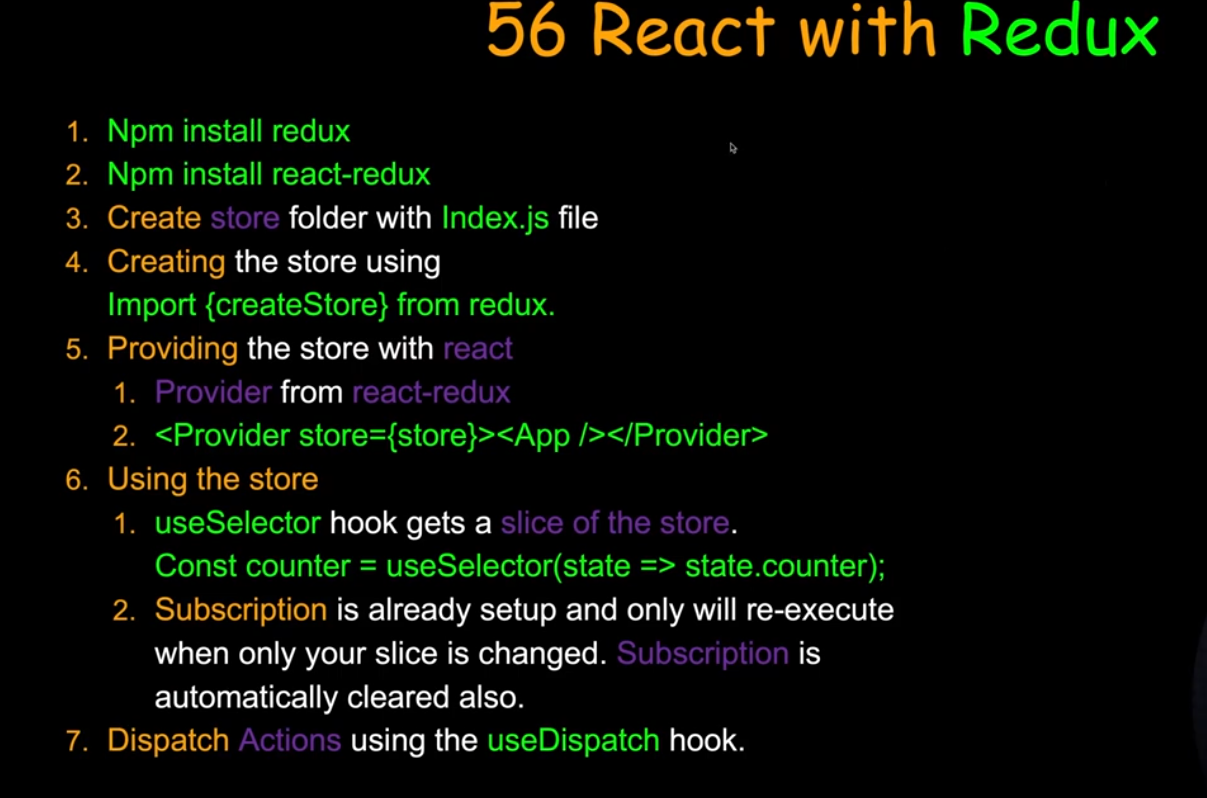 56 React with Redux
1. Npm install redux
2. Npm install react-redux
3. Create store folder with Index.js file
4. Creating the store using
Import {createStore} from redux.
5. Providing the store with react
1. Provider from react-redux
2. <Provider store={store}><App /></Provider>
6. Using the store
1. useSelector hook gets a slice of the store.
Const counter = useSelector(state => state.counter);
2. Subscription is already setup and only will re-execute
when only your slice is changed. Subscription is
automatically cleared also.
7. Dispatch Actions using the useDispatch hook.